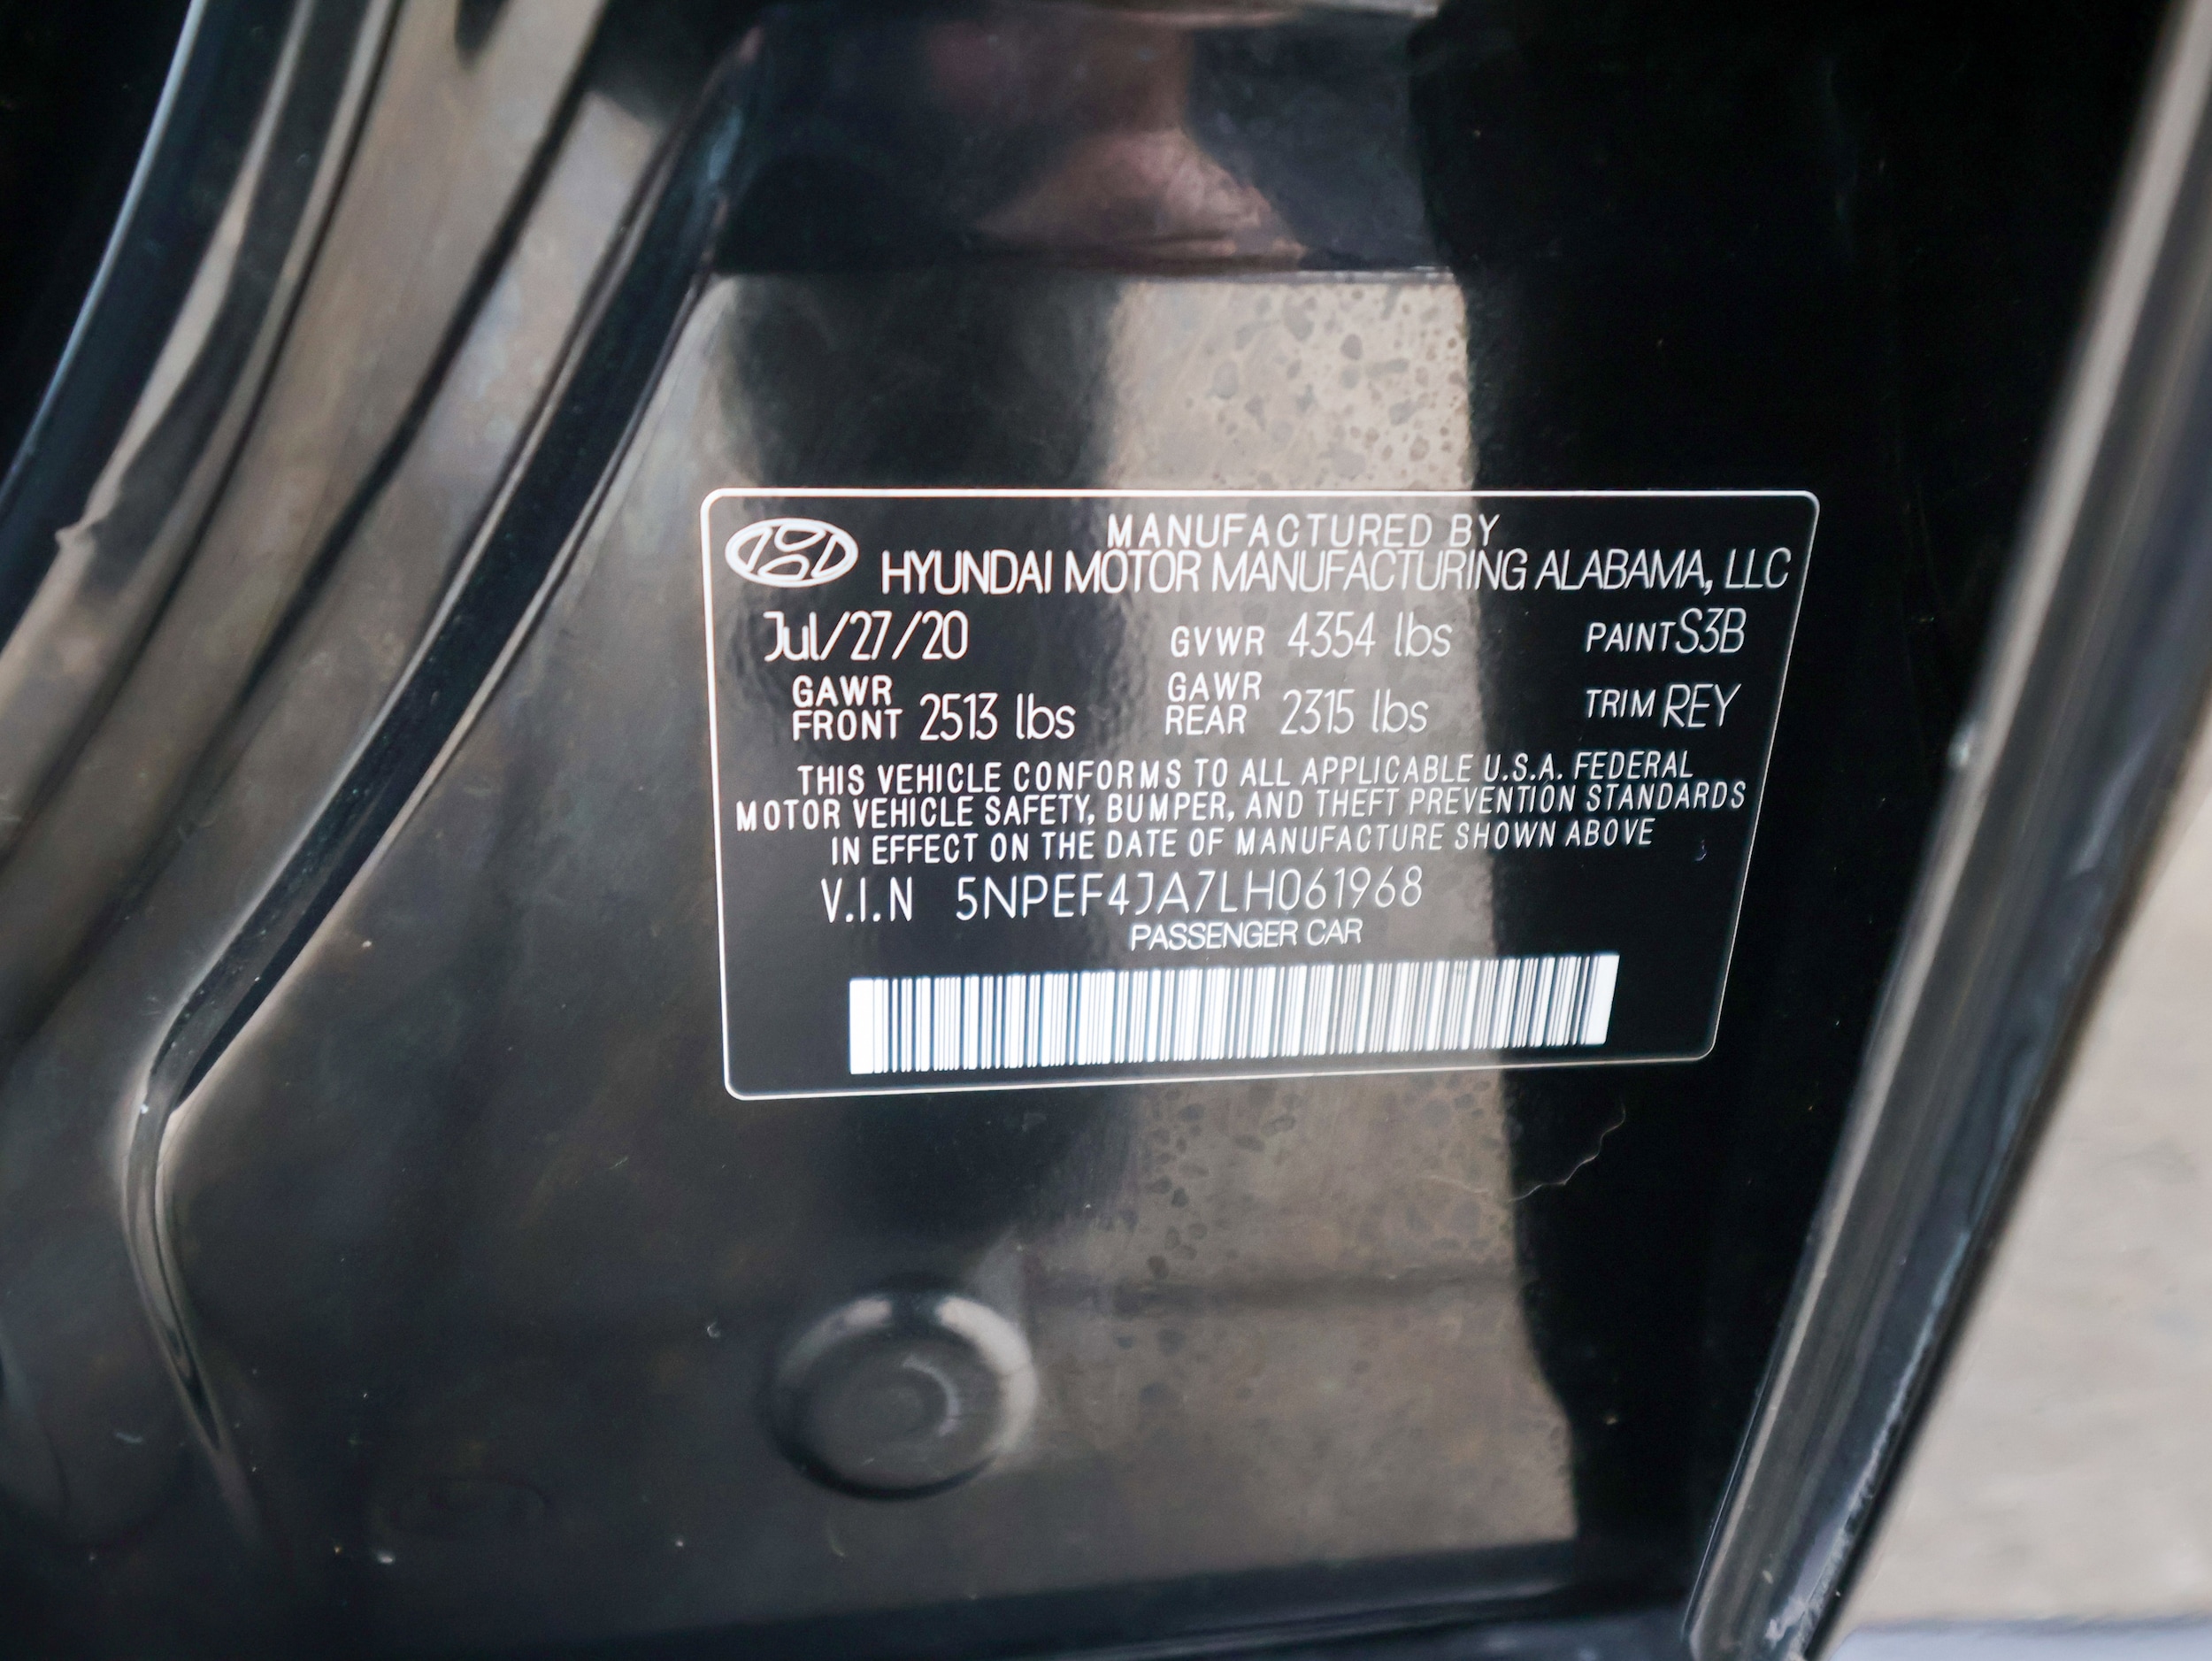 MANUFACTURED BY
HYUNDAI MOTOR MANUFACTURING ALABAMA, LLC
Jul/27/20 GVWR 4354 lbs PAINT S3B
GAWR FRONT 2513 lbs GAWR REAR 2315 lbs TRIM REY
THIS VEHICLE CONFORMS TO ALL APPLICABLE U.S.A. FEDERAL
MOTOR VEHICLE SAFETY, BUMPER, AND THEFT PREVENTION STANDARDS
IN EFFECT ON THE DATE OF MANUFACTURE SHOWN ABOVE
V.I.N 5NPEF4JA7LH061968
PASSENGER CAR